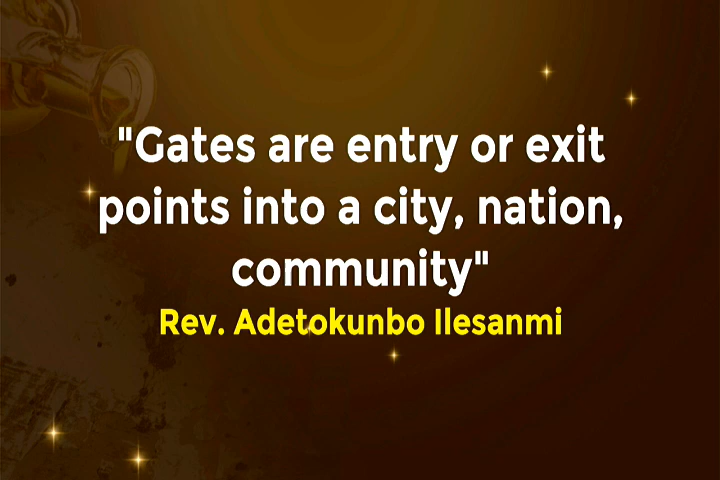 "Gates are entry or exit
points into a city, nation,
community"
Rev. Adetokunbo Ilesanmi